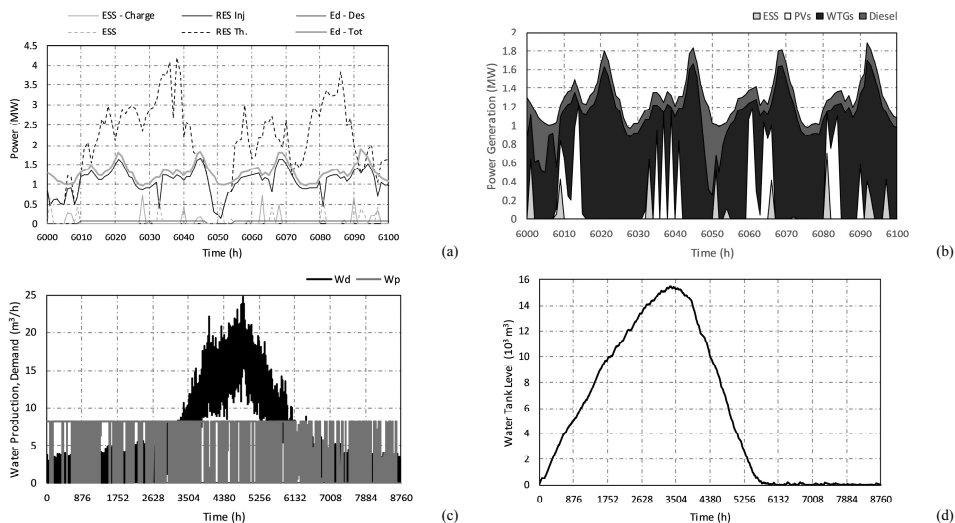 ESS - Charge RES Inj Ed - Des
ESS RES Th. Ed - Tot
Power (MW)
4.5
4
3.5
3
2.5
2
1.5
1
0.5
0
6000 6010 6020 6030 6040 6050 6060 6070 6080 6090 6100
Time (h)
(a)
ESS PVs WTGs Diesel
Power Generation (MW)
2
1.8
1.6
1.4
1.2
1
0.8
0.6
0.4
0.2
0
6000 6010 6020 6030 6040 6050 6060 6070 6080 6090 6100
Time (h)
(b)
Wd Wp
Water Production, Demand (m³/h)
25
20
15
10
5
0
0 876 1752 2628 3504 4380 5256 6132 7008 7884 8760
Time (h)
(c)
Water Tank Level (10³ m³)
16
14
12
10
8
6
4
2
0
0 876 1752 2628 3504 4380 5256 6132 7008 7884 8760
Time (h)
(d)